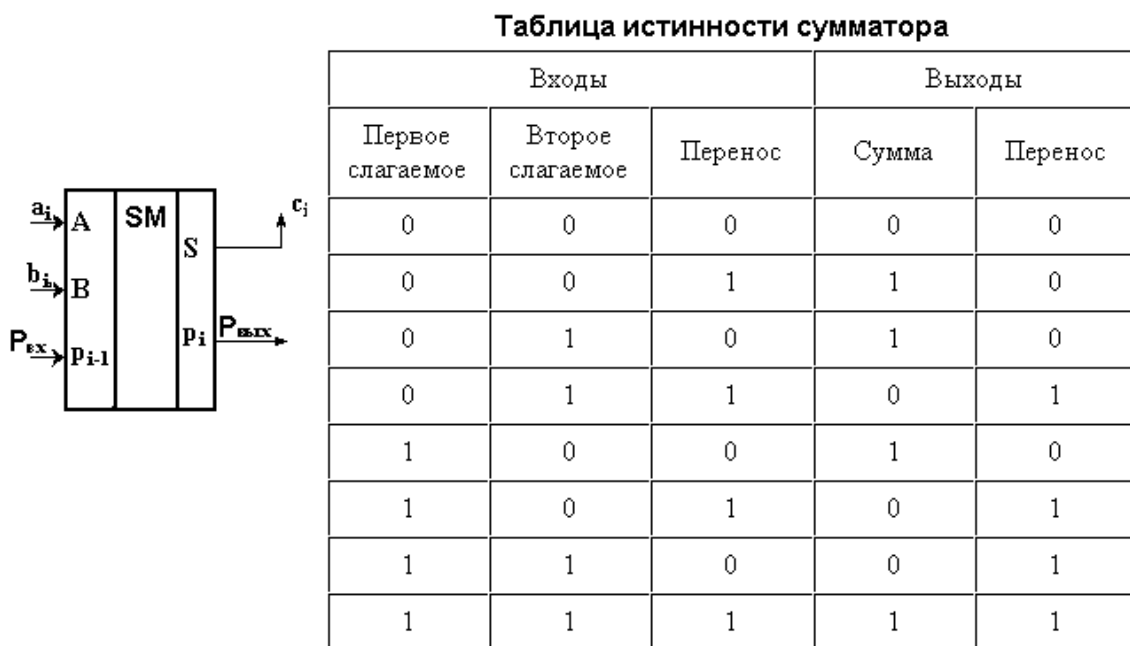 Таблица истинности сумматора
Входы Выходы
Первое слагаемое Второе слагаемое Перенос Сумма Перенос
0 0 0 0 0
0 0 1 1 0
0 1 0 1 0
0 1 1 0 1
1 0 0 1 0
1 0 1 0 1
1 1 0 0 1
1 1 1 1 1
aᵢ A SM S cᵢ
bᵢ B
Pвх pᵢ₋₁ pᵢ Pвых